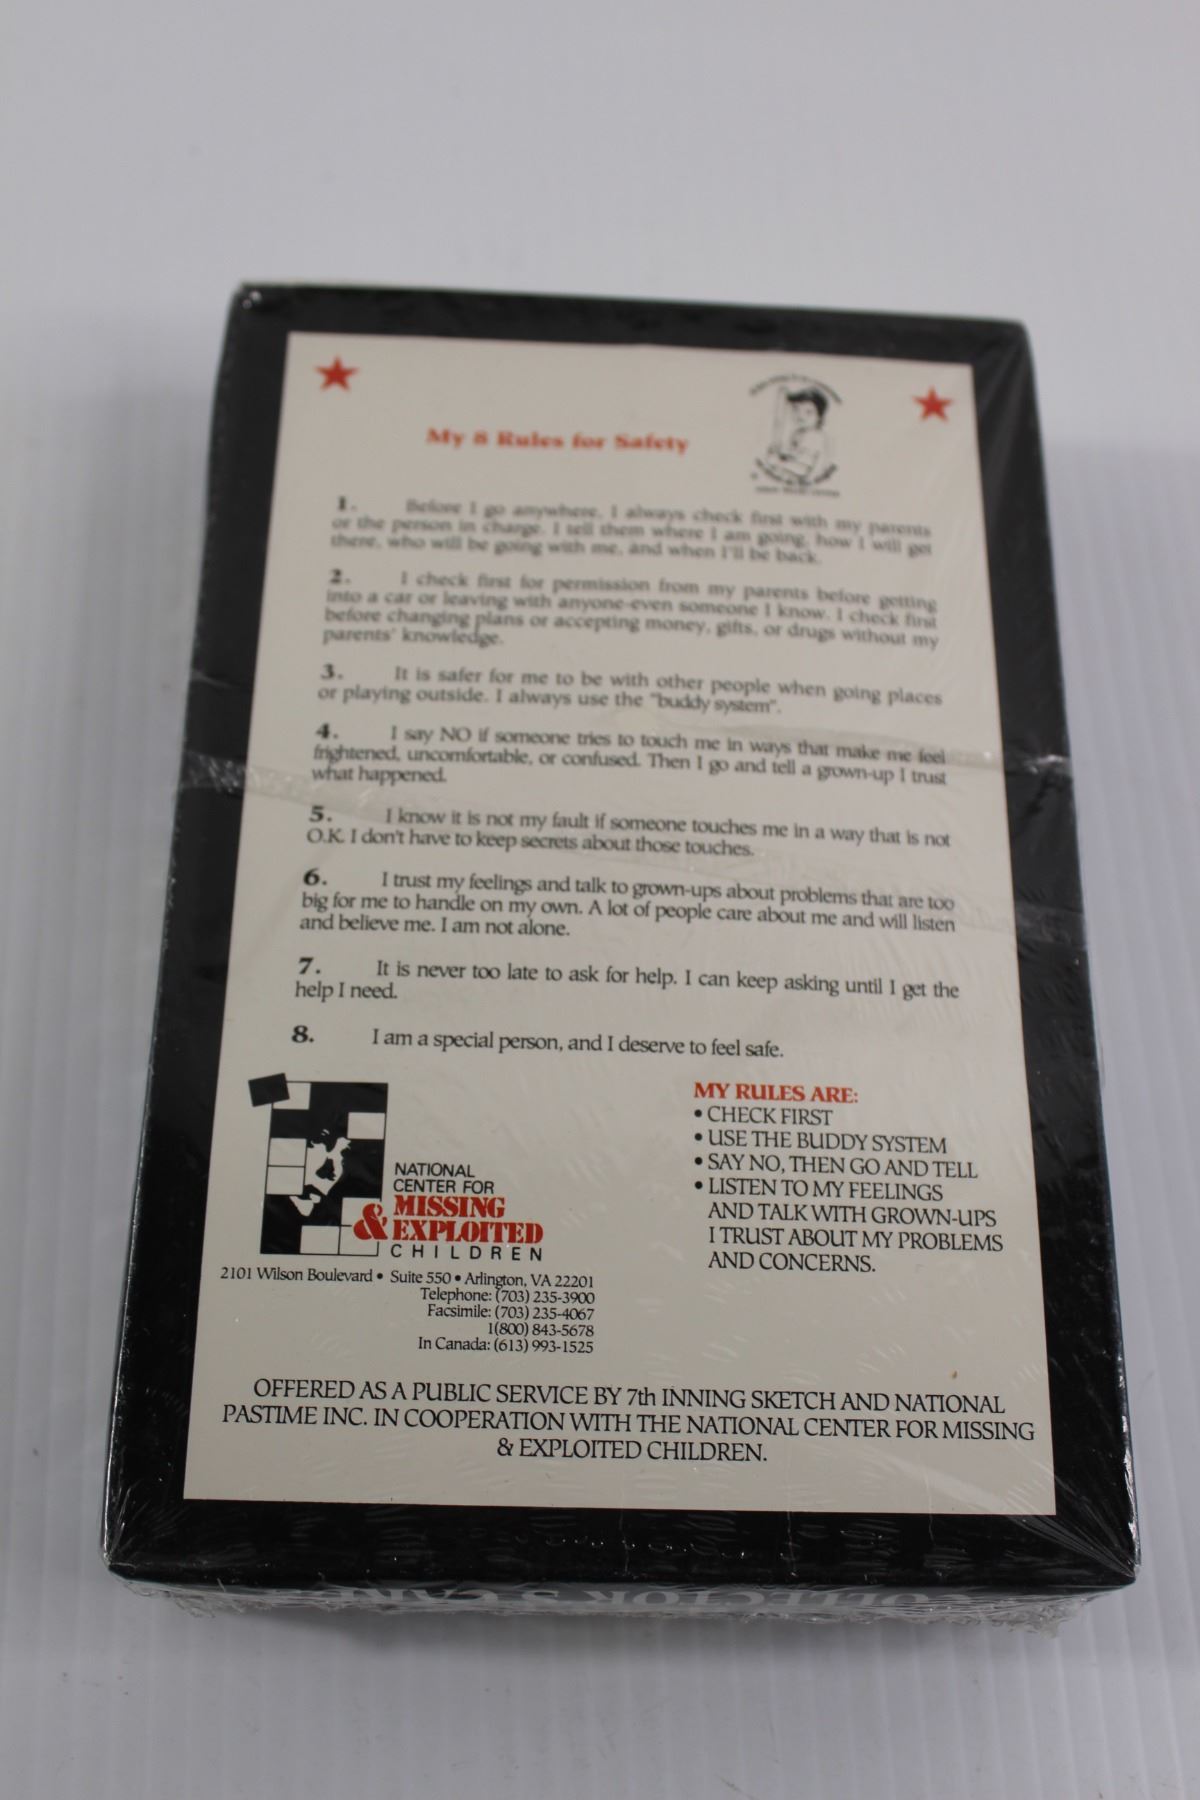 My 8 Rules for Safety
1. Before I go anywhere, I always check first with my parents
or the person in charge. I tell them where I am going, how I will get
there, who will be going with me, and when I'll be back.
2. I check first for permission from my parents before getting
into a car or leaving with anyone-even someone I know. I check first
before changing plans or accepting money, gifts, or drugs without my
parents' knowledge.
3. It is safer for me to be with other people when going places
or playing outside. I always use the "buddy system".
4. I say NO if someone tries to touch me in ways that make me feel
frightened, uncomfortable, or confused. Then I go and tell a grown-up I trust
what happened.
5. I know it is not my fault if someone touches me in a way that is not
O.K. I don't have to keep secrets about those touches.
6. I trust my feelings and talk to grown-ups about problems that are too
big for me to handle on my own. A lot of people care about me and will listen
and believe me. I am not alone.
7. It is never too late to ask for help. I can keep asking until I get the
help I need.
8. I am a special person, and I deserve to feel safe.
NATIONAL
CENTER FOR
MISSING
& EXPLOITED
CHILDREN
2101 Wilson Boulevard • Suite 550 • Arlington, VA 22201
Telephone: (703) 235-3900
Facsimile: (703) 235-4067
1(800) 843-5678
In Canada: (613) 993-1525
MY RULES ARE:
• CHECK FIRST
• USE THE BUDDY SYSTEM
• SAY NO, THEN GO AND TELL
• LISTEN TO MY FEELINGS
AND TALK WITH GROWN-UPS
I TRUST ABOUT MY PROBLEMS
AND CONCERNS.
OFFERED AS A PUBLIC SERVICE BY 7th INNING SKETCH AND NATIONAL
PASTIME INC. IN COOPERATION WITH THE NATIONAL CENTER FOR MISSING
& EXPLOITED CHILDREN.